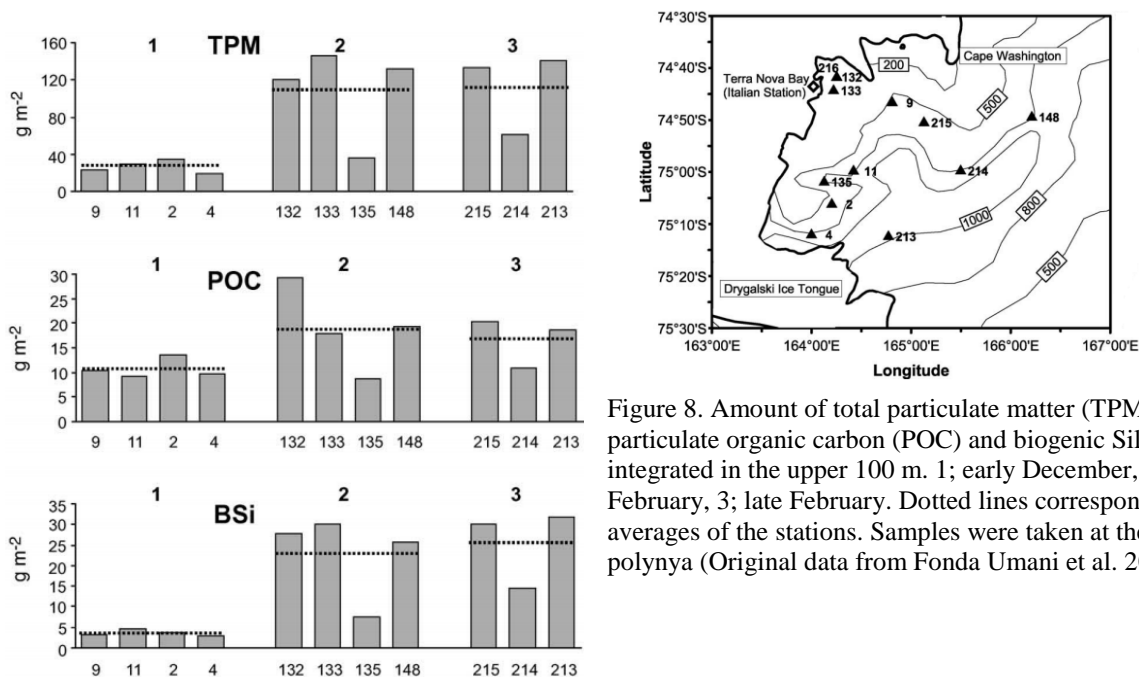 1 TPM 2 3
g m-2
160
120
80
40
0
9 11 2 4 132 133 135 148 215 214 213
1 POC 2 3
g m-2
30
25
20
15
10
5
0
9 11 2 4 132 133 135 148 215 214 213
1 BSi 2 3
g m-2
35
30
25
20
15
10
5
0
9 11 2 4 132 133 135 148 215 214 213
Latitude
74°30'S
74°40'S
74°50'S
75°00'S
75°10'S
75°20'S
75°30'S
Cape Washington
200
216
132
Terra Nova Bay
(Italian Station)
133
500
9
215
148
11
214
135
2
800
1000
4
213
500
Drygalski Ice Tongue
163°00'E 164°00'E 165°00'E 166°00'E 167°00'E
Longitude
Figure 8. Amount of total particulate matter (TPM
particulate organic carbon (POC) and biogenic Sil
integrated in the upper 100 m. 1; early December,
February, 3; late February. Dotted lines correspon
averages of the stations. Samples were taken at the
polynya (Original data from Fonda Umani et al. 2